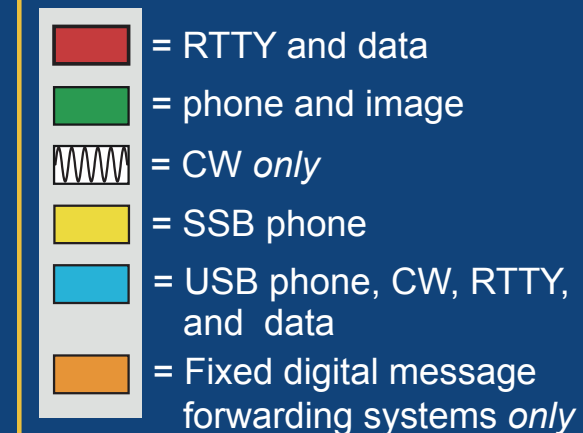 = RTTY and data
= phone and image
= CW only
= SSB phone
= USB phone, CW, RTTY,
and data
= Fixed digital message
forwarding systems only